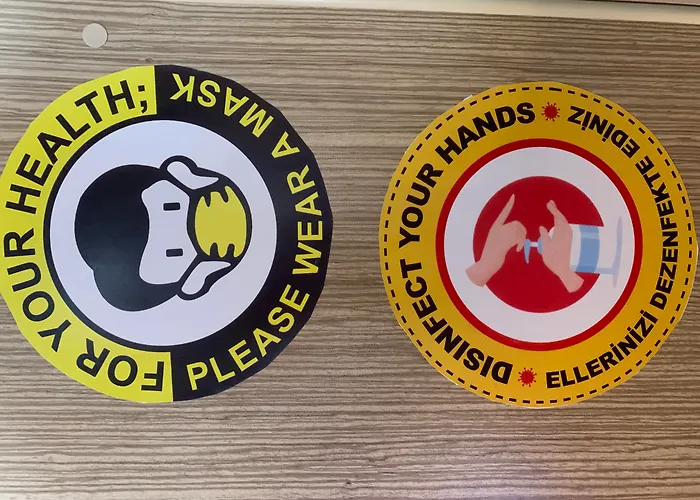 FOR YOUR HEALTH;
PLEASE WEAR A MASK
DISINFECT YOUR HANDS
ELLERİNİZİ DEZENFEKTE EDİNİZ